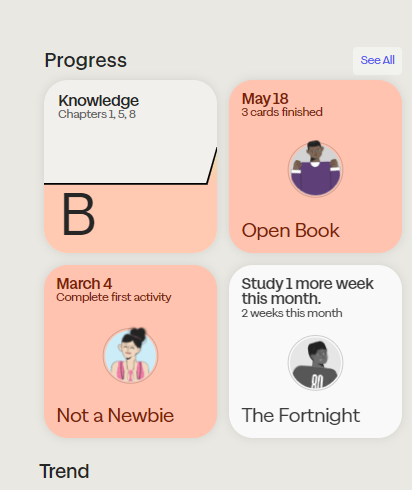 Progress
See All
Knowledge
Chapters 1, 5, 8
B
May 18
3 cards finished
Open Book
March 4
Complete first activity
Not a Newbie
Study 1 more week
this month.
2 weeks this month
80
The Fortnight
Trend